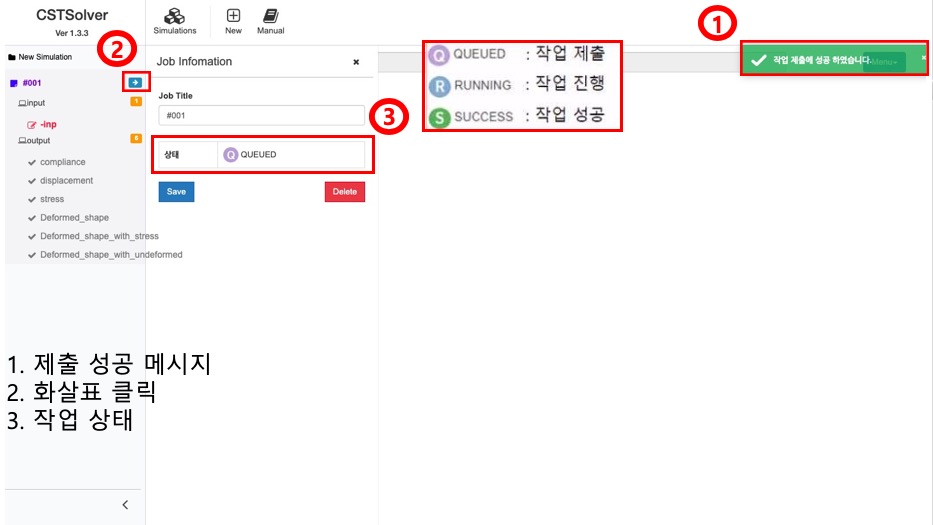 CSTSolver
Ver 1.3.3
Simulations
New
Manual
1
작업 제출에 성공 하였습니다.
Menu
×
2
New Simulation
#001
input
1
-inp
output
6
compliance
displacement
stress
Deformed_shape
Deformed_shape_with_stress
Deformed_shape_with_undeformed
Job Infomation
×
Job Title
#001
3
상태
Q QUEUED
Save
Delete
Q QUEUED : 작업 제출
R RUNNING : 작업 진행
S SUCCESS : 작업 성공
1. 제출 성공 메시지
2. 화살표 클릭
3. 작업 상태